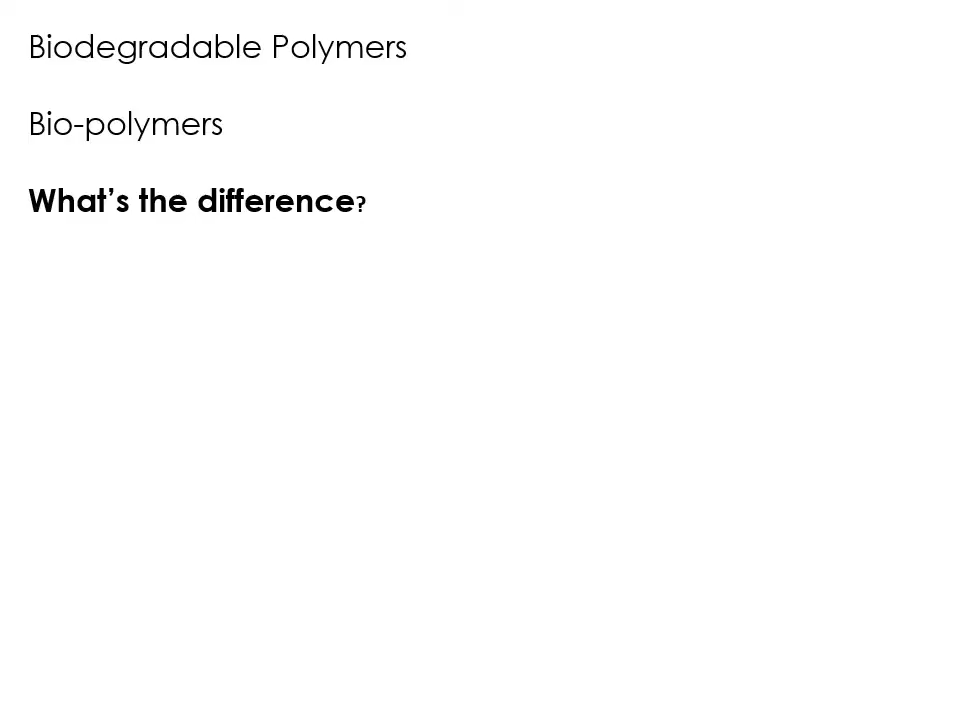 Biodegradable Polymers
Bio-polymers
What’s the difference?